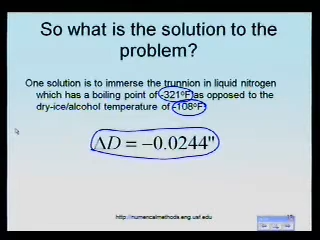 So what is the solution to the
problem?
One solution is to immerse the trunnion in liquid nitrogen
which has a boiling point of -321°F as opposed to the
dry-ice/alcohol temperature of -108°F.
ΔD = −0.0244"
http://numericalmethods.eng.usf.edu